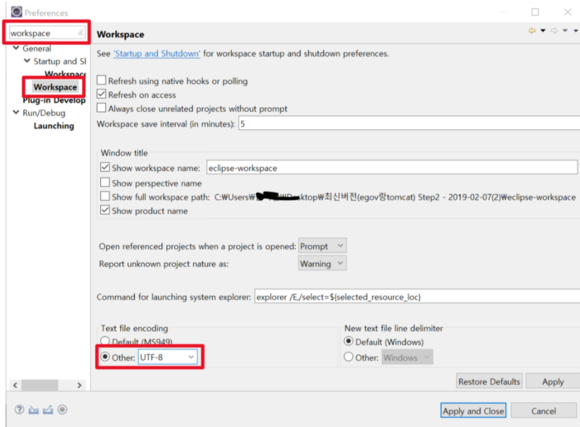 Preferences
workspace
General
Startup and Sl
Workspace
Workspace
Plug-in Develop
Run/Debug
Launching
Workspace
See 'Startup and Shutdown' for workspace startup and shutdown preferences.
Refresh using native hooks or polling
Refresh on access
Always close unrelated projects without prompt
Workspace save interval (in minutes): 5
Window title
Show workspace name: eclipse-workspace
Show perspective name
Show full workspace path: C:₩Users₩ ktop₩최신버전(egov랑tomcat) Step2 - 2019-02-07(2)₩eclipse-workspace
Show product name
Open referenced projects when a project is opened: Prompt
Report unknown project nature as: Warning
Command for launching system explorer: explorer /E,/select=${selected_resource_loc}
Text file encoding
Default (MS949)
Other: UTF-8
New text file line delimiter
Default (Windows)
Other: Windows
Restore Defaults Apply
Apply and Close Cancel